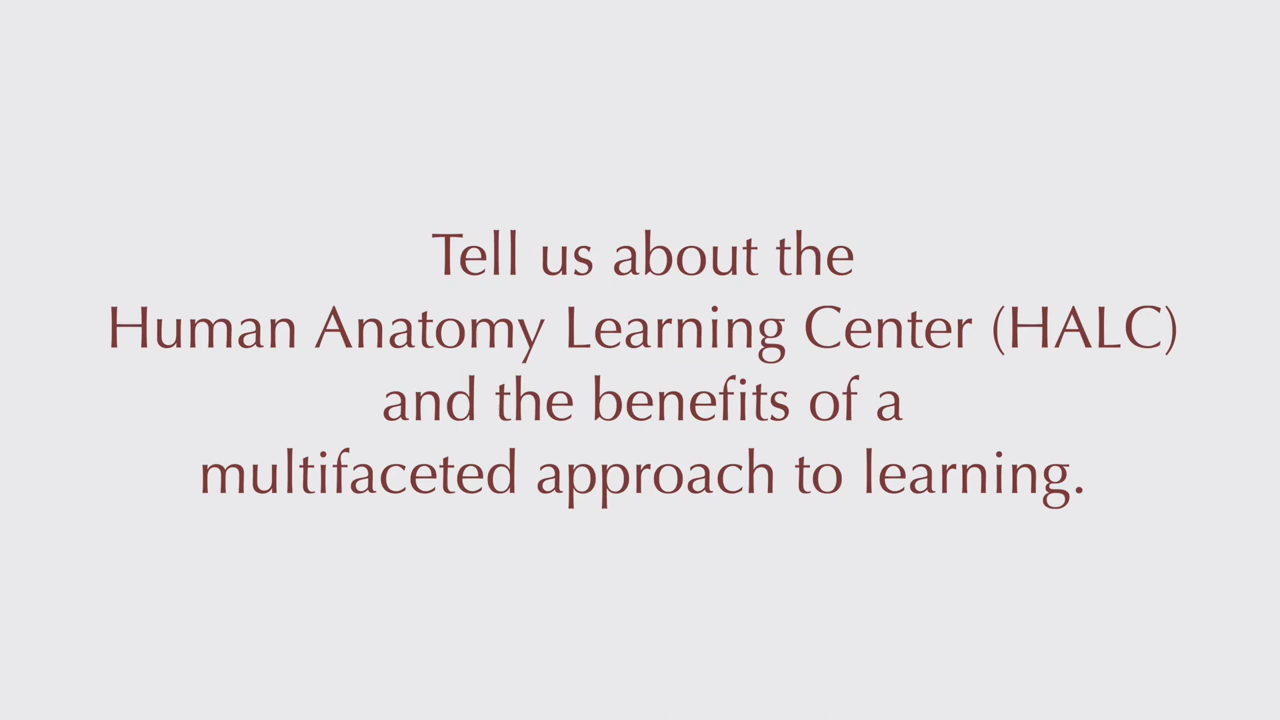 Tell us about the
Human Anatomy Learning Center (HALC)
and the benefits of a
multifaceted approach to learning.